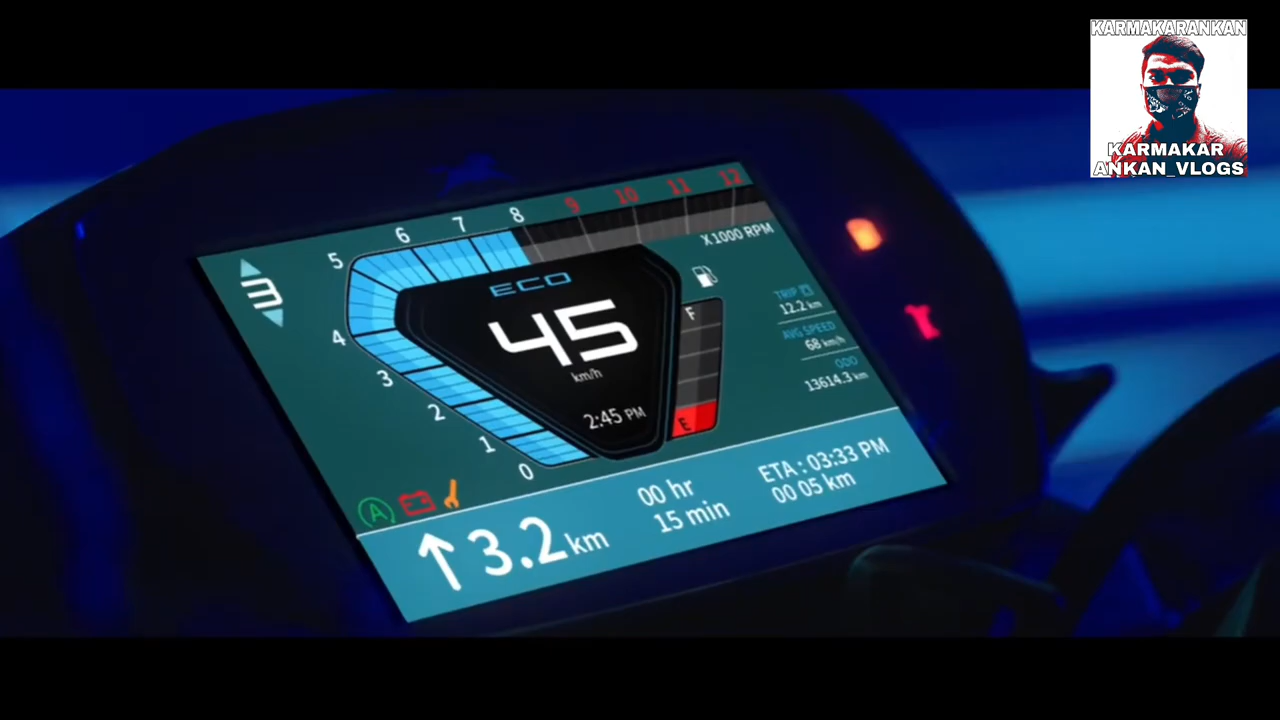 KARMAKARANKAN
KARMAKAR
ANKAN_VLOGS
5 6 7 8 9 10 11 12
X1000 RPM
4
3
2
1
0
3
ECO
45
km/h
2:45 PM
F
E
TRIP A
12.2 km
AVG SPEED
68 km/h
ODO
13614.3 km
A
3.2 km
00 hr
15 min
ETA : 03:33 PM
00 05 km